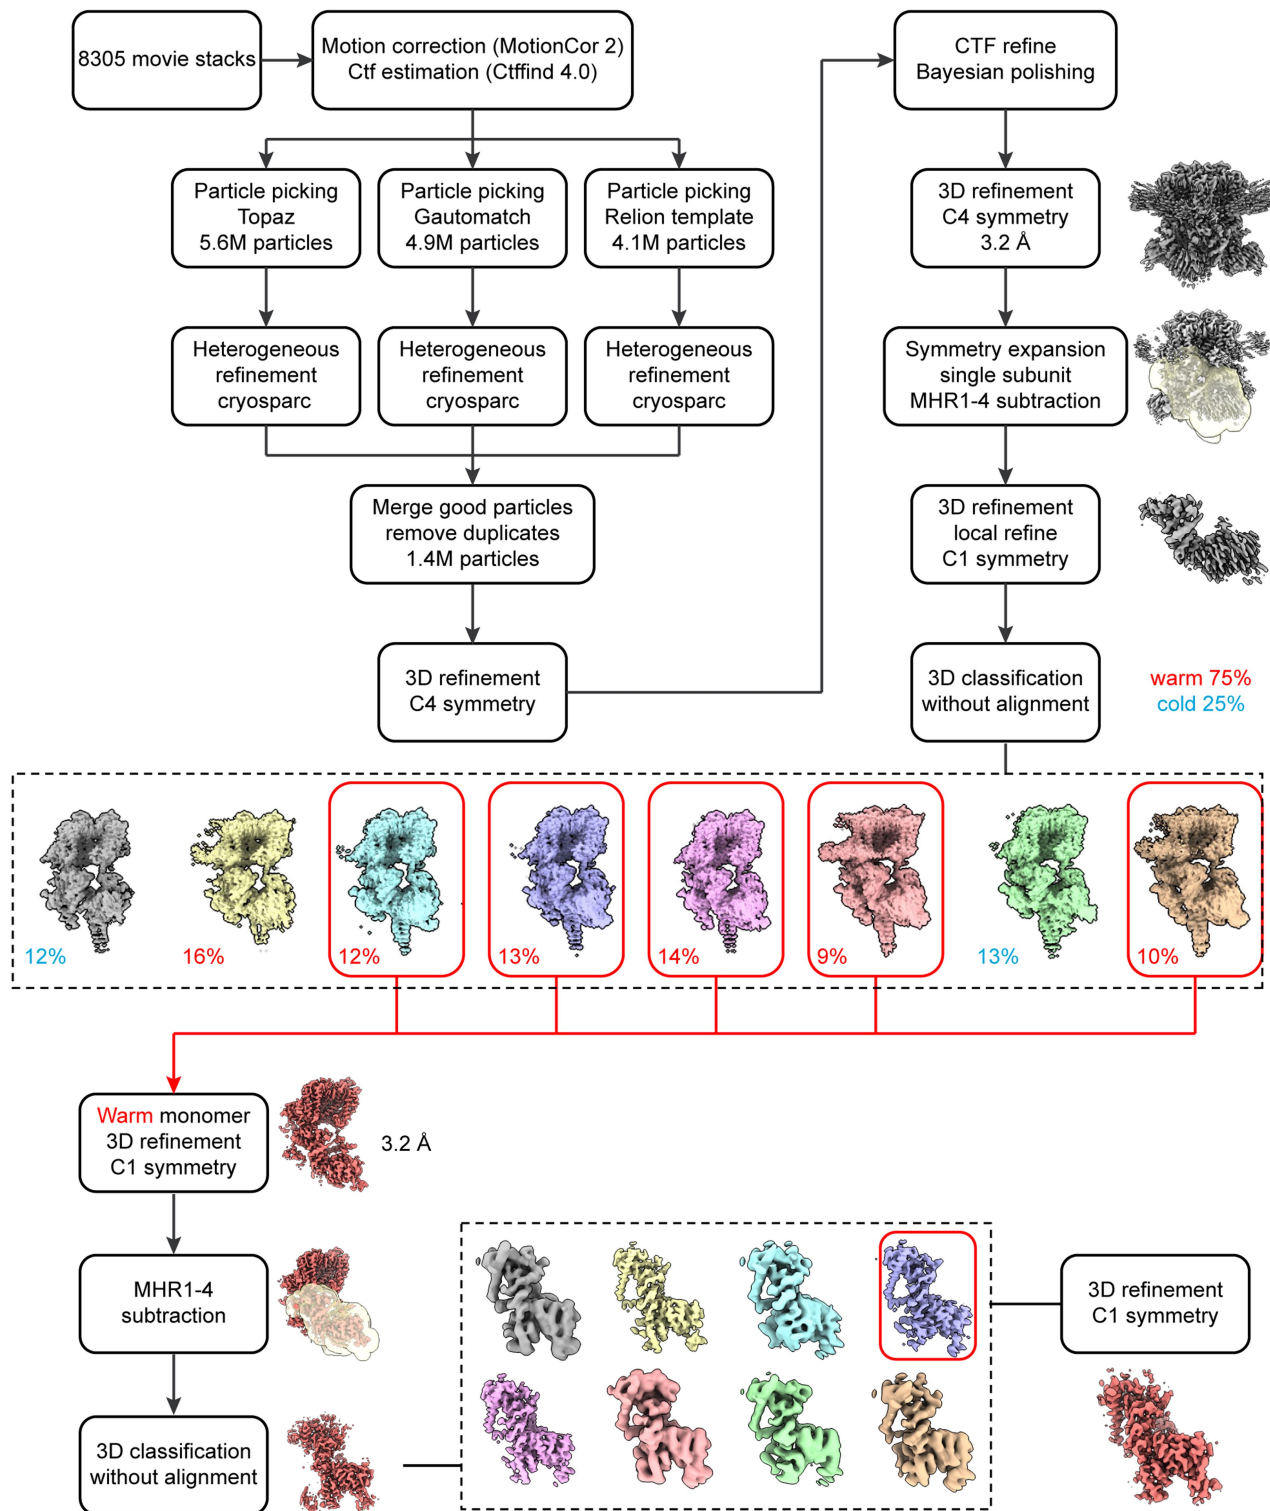 8305 movie stacks
Motion correction (MotionCor 2)
Ctf estimation (Ctffind 4.0)
Particle picking
Topaz
5.6M particles
Particle picking
Gautomatch
4.9M particles
Particle picking
Relion template
4.1M particles
Heterogeneous
refinement
cryosparc
Heterogeneous
refinement
cryosparc
Heterogeneous
refinement
cryosparc
Merge good particles
remove duplicates
1.4M particles
3D refinement
C4 symmetry
CTF refine
Bayesian polishing
3D refinement
C4 symmetry
3.2 Å
Symmetry expansion
single subunit
MHR1-4 subtraction
3D refinement
local refine
C1 symmetry
3D classification
without alignment
warm 75%
cold 25%
12%
16%
12%
13%
14%
9%
13%
10%
Warm monomer
3D refinement
C1 symmetry
3.2 Å
MHR1-4
subtraction
3D classification
without alignment
3D refinement
C1 symmetry